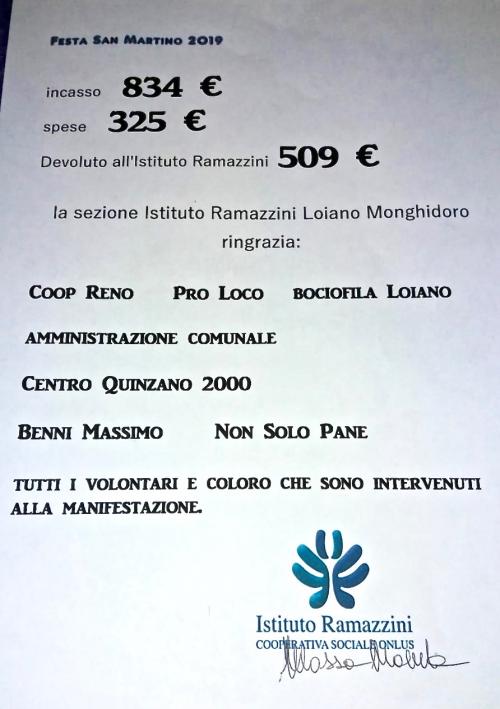 Festa San Martino 2019
incasso 834 €
spese 325 €
Devoluto all'Istituto Ramazzini 509 €
la sezione Istituto Ramazzini Loiano Monghidoro
ringrazia:
Coop Reno Pro Loco bociofila Loiano
amministrazione comunale
Centro Quinzano 2000
Benni Massimo Non Solo Pane
tutti i volontari e coloro che sono intervenuti
alla manifestazione.
Istituto Ramazzini
COOPERATIVA SOCIALE ONLUS